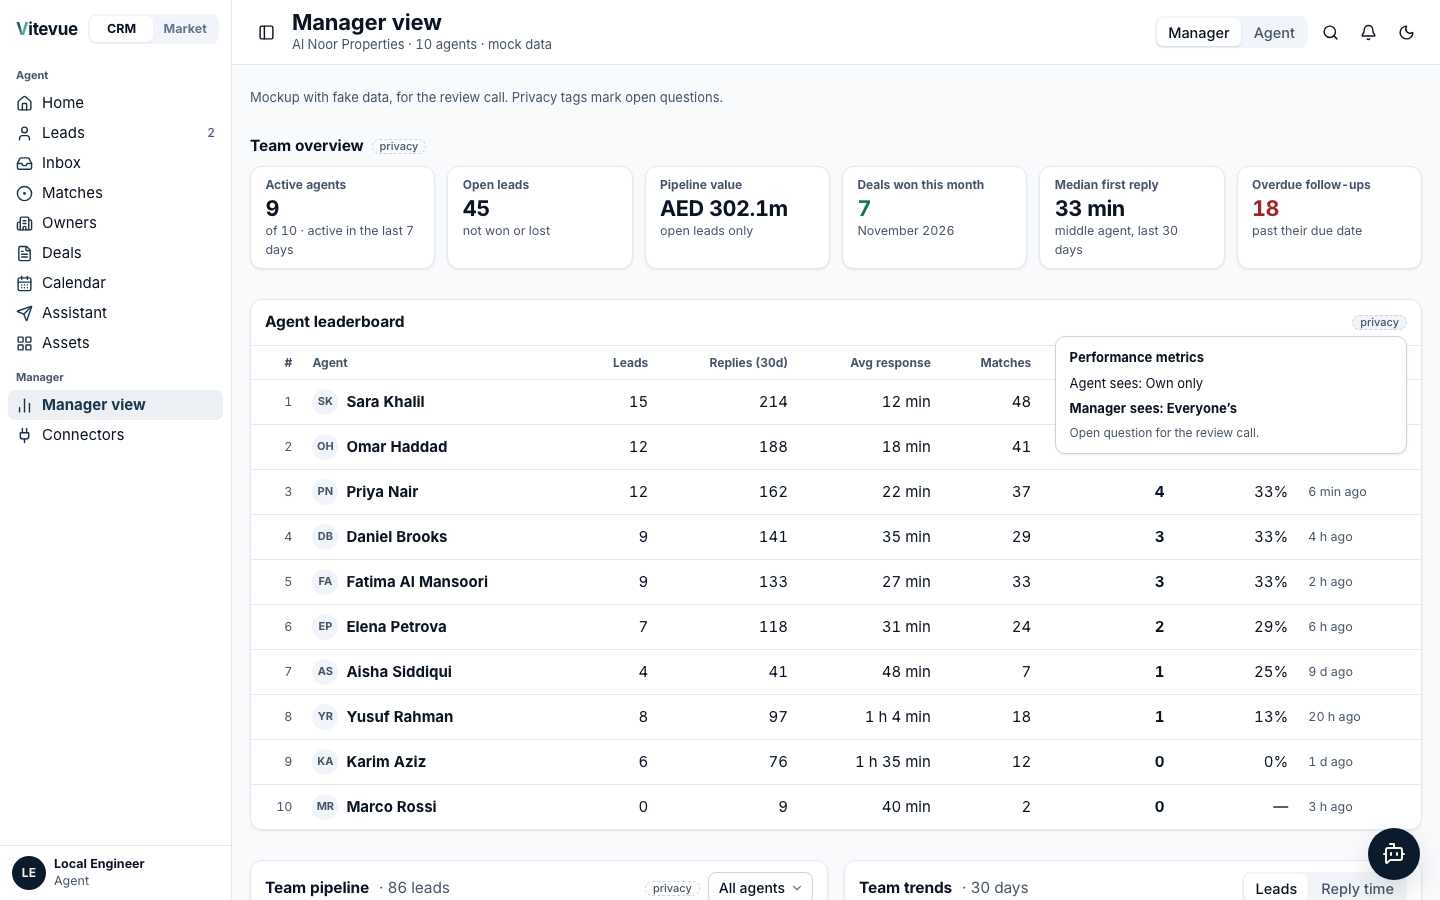 Vitevue
CRM
Market
Agent
Home
Leads 2
Inbox
Matches
Owners
Deals
Calendar
Assistant
Assets
Manager
Manager view
Connectors
LE
Local Engineer
Agent
Manager view
Al Noor Properties · 10 agents · mock data
Manager
Agent
Mockup with fake data, for the review call. Privacy tags mark open questions.
Team overview privacy
Active agents
9
of 10 · active in the last 7
days
Open leads
45
not won or lost
Pipeline value
AED 302.1m
open leads only
Deals won this month
7
November 2026
Median first reply
33 min
middle agent, last 30
days
Overdue follow-ups
18
past their due date
Agent leaderboard privacy
# Agent Leads Replies (30d) Avg response Matches
Performance metrics
Agent sees: Own only
Manager sees: Everyone's
Open question for the review call.
1 SK Sara Khalil 15 214 12 min 48
2 OH Omar Haddad 12 188 18 min 41
3 PN Priya Nair 12 162 22 min 37 4 33% 6 min ago
4 DB Daniel Brooks 9 141 35 min 29 3 33% 4 h ago
5 FA Fatima Al Mansoori 9 133 27 min 33 3 33% 2 h ago
6 EP Elena Petrova 7 118 31 min 24 2 29% 6 h ago
7 AS Aisha Siddiqui 4 41 48 min 7 1 25% 9 d ago
8 YR Yusuf Rahman 8 97 1 h 4 min 18 1 13% 20 h ago
9 KA Karim Aziz 6 76 1 h 35 min 12 0 0% 1 d ago
10 MR Marco Rossi 0 9 40 min 2 0 — 3 h ago
Team pipeline · 86 leads privacy All agents
Team trends · 30 days Leads Reply time